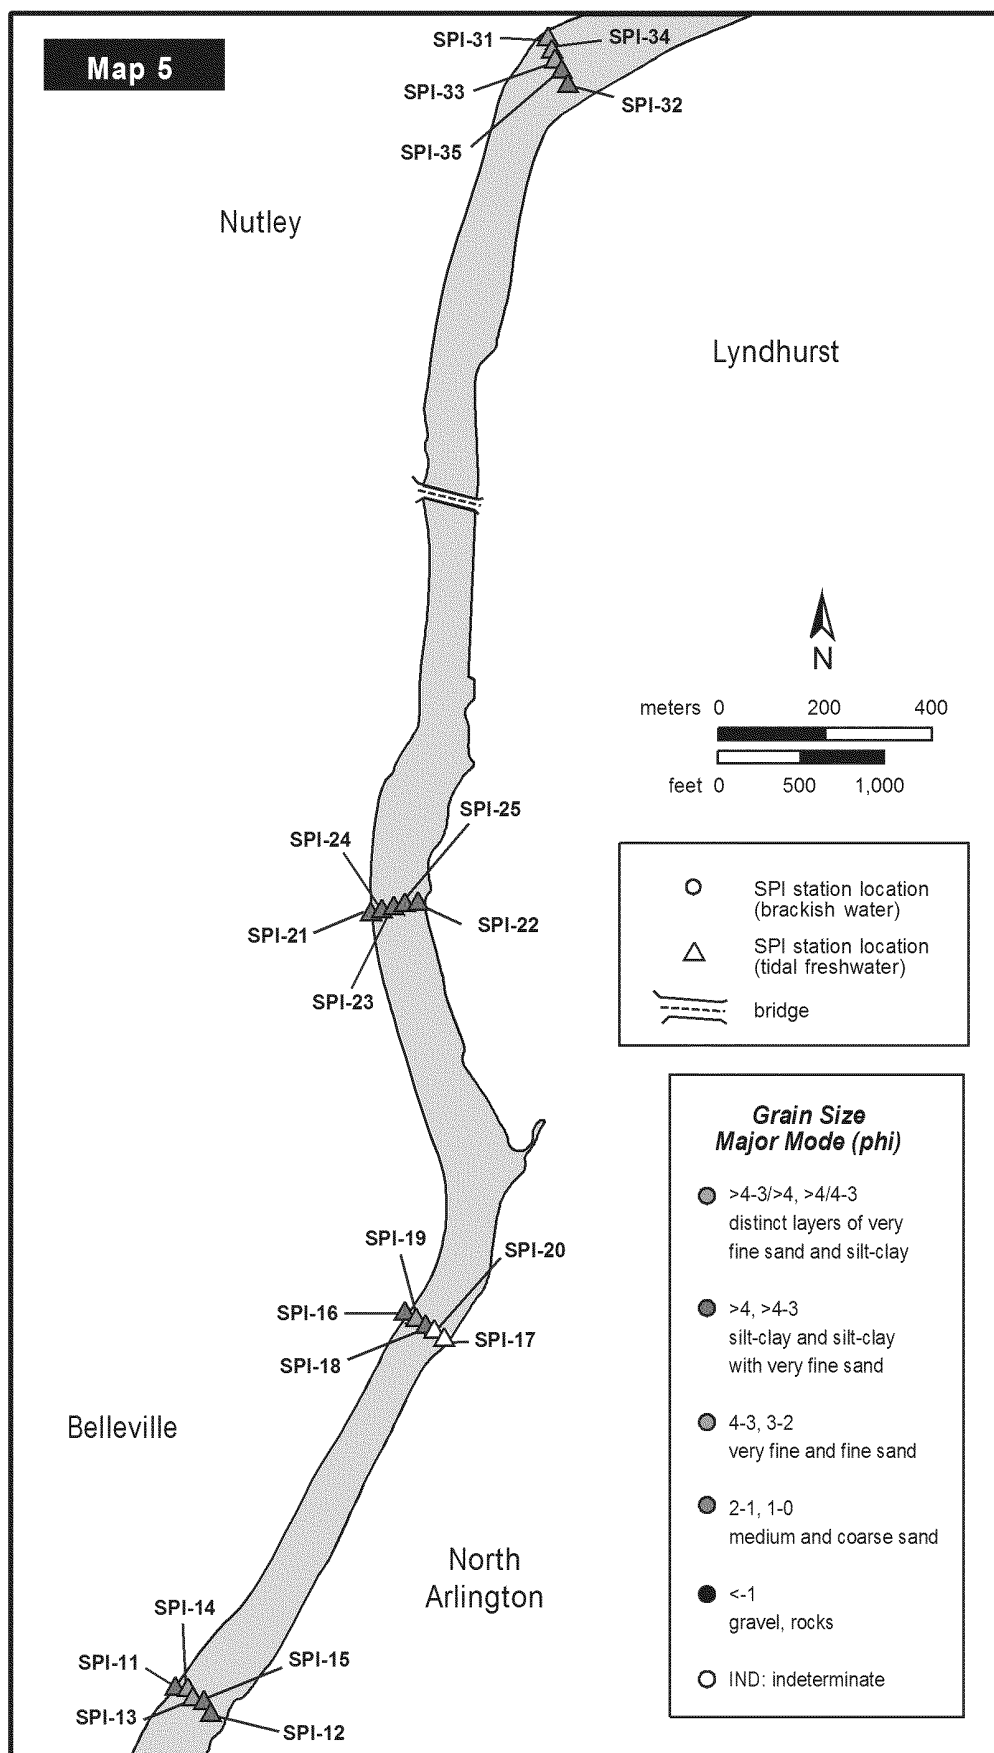 Map 5
SPI-31
SPI-34
SPI-33
SPI-32
SPI-35
Nutley
Lyndhurst
N
meters 0 200 400
feet 0 500 1,000
SPI-25
SPI-24
SPI-21
SPI-22
SPI-23
SPI station location
(brackish water)
SPI station location
(tidal freshwater)
bridge
Grain Size
Major Mode (phi)
>4-3/>4, >4/4-3
distinct layers of very
fine sand and silt-clay
>4, >4-3
silt-clay and silt-clay
with very fine sand
4-3, 3-2
very fine and fine sand
2-1, 1-0
medium and coarse sand
<-1
gravel, rocks
IND: indeterminate
SPI-19
SPI-20
SPI-16
SPI-17
SPI-18
Belleville
North
Arlington
SPI-14
SPI-11
SPI-15
SPI-13
SPI-12